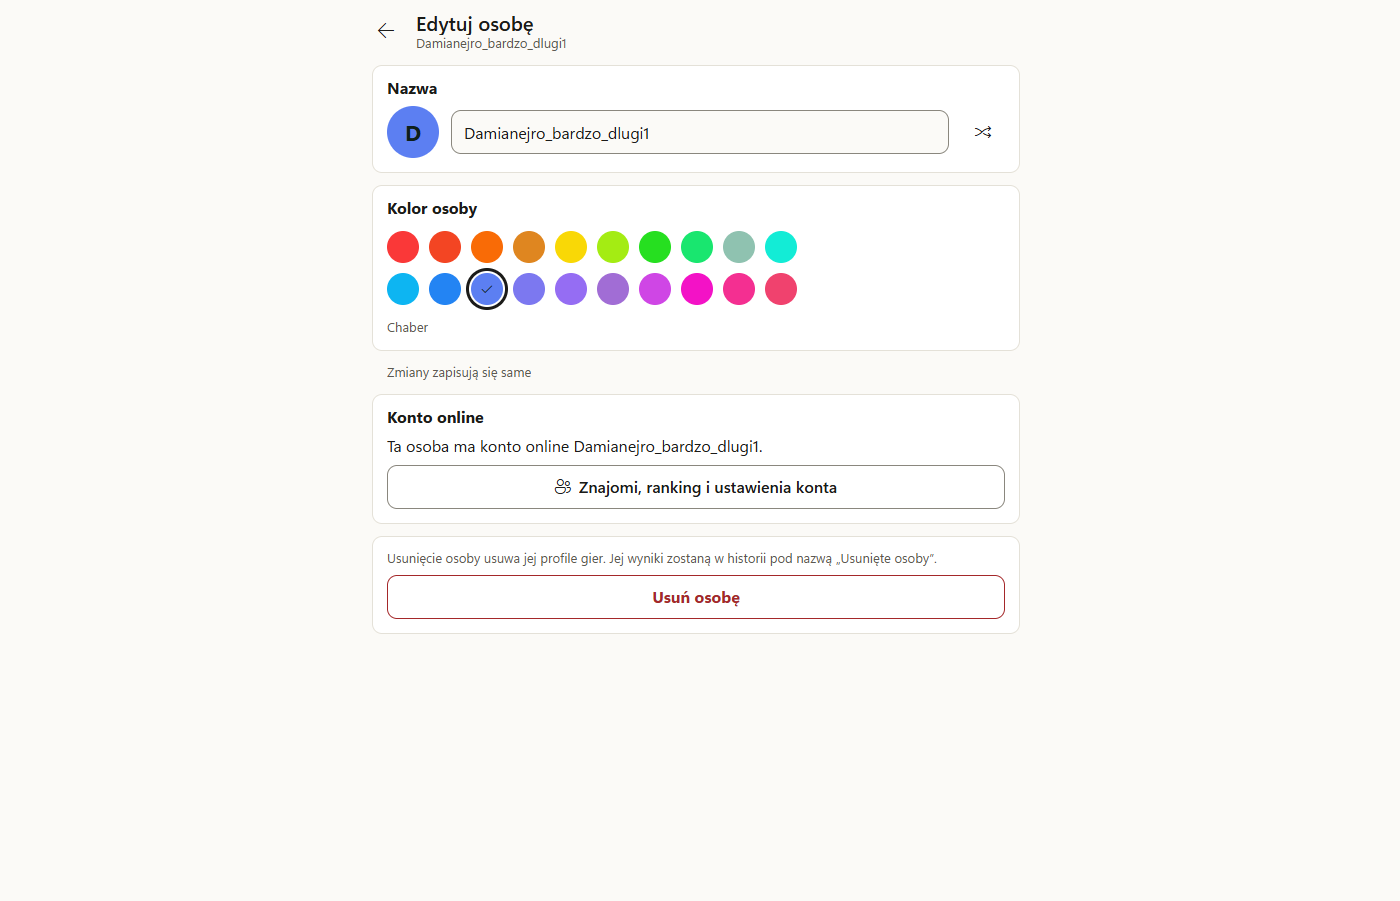 Edytuj osobę
Damianejro_bardzo_dlugi1
Nazwa
D
Damianejro_bardzo_dlugi1
Kolor osoby
Chaber
Zmiany zapisują się same
Konto online
Ta osoba ma konto online Damianejro_bardzo_dlugi1.
Znajomi, ranking i ustawienia konta
Usunięcie osoby usuwa jej profile gier. Jej wyniki zostaną w historii pod nazwą „Usunięte osoby”.
Usuń osobę